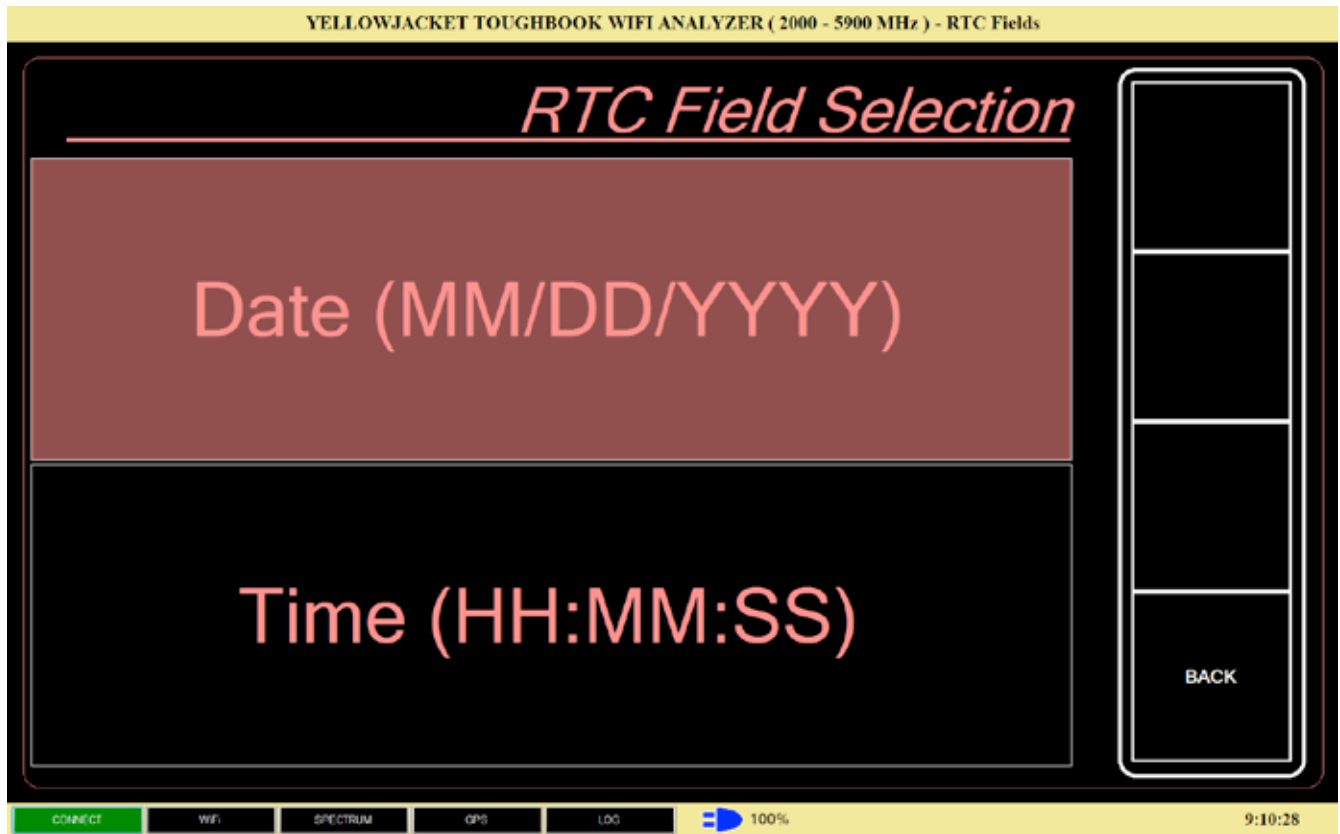 YELLOWJACKET TOUGHBOOK WIFI ANALYZER ( 2000 - 5900 MHz ) - RTC Fields
RTC Field Selection
Date (MM/DD/YYYY)
Time (HH:MM:SS)
BACK
CONNECT WiFi SPECTRUM GPS LOG 100% 9:10:28